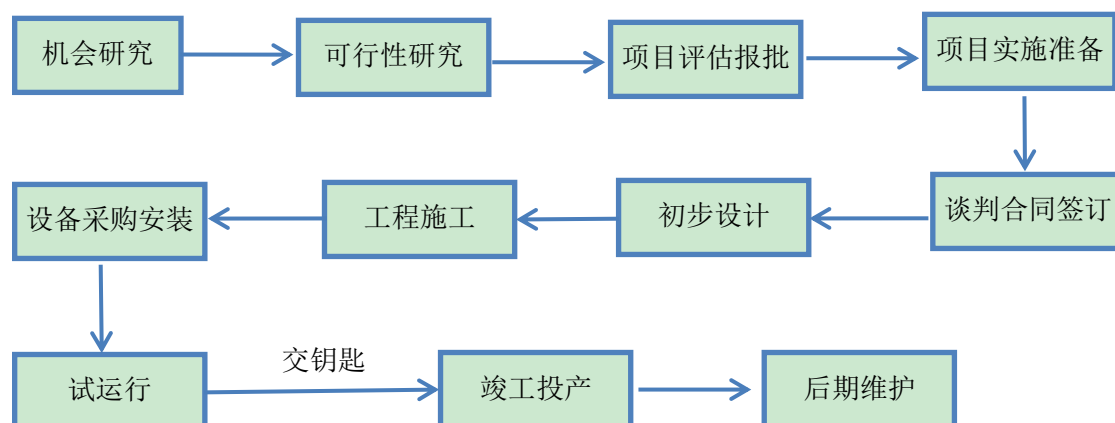 机会研究
可行性研究
项目评估报批
项目实施准备
谈判合同签订
初步设计
工程施工
设备采购安装
试运行
交钥匙
竣工投产
后期维护